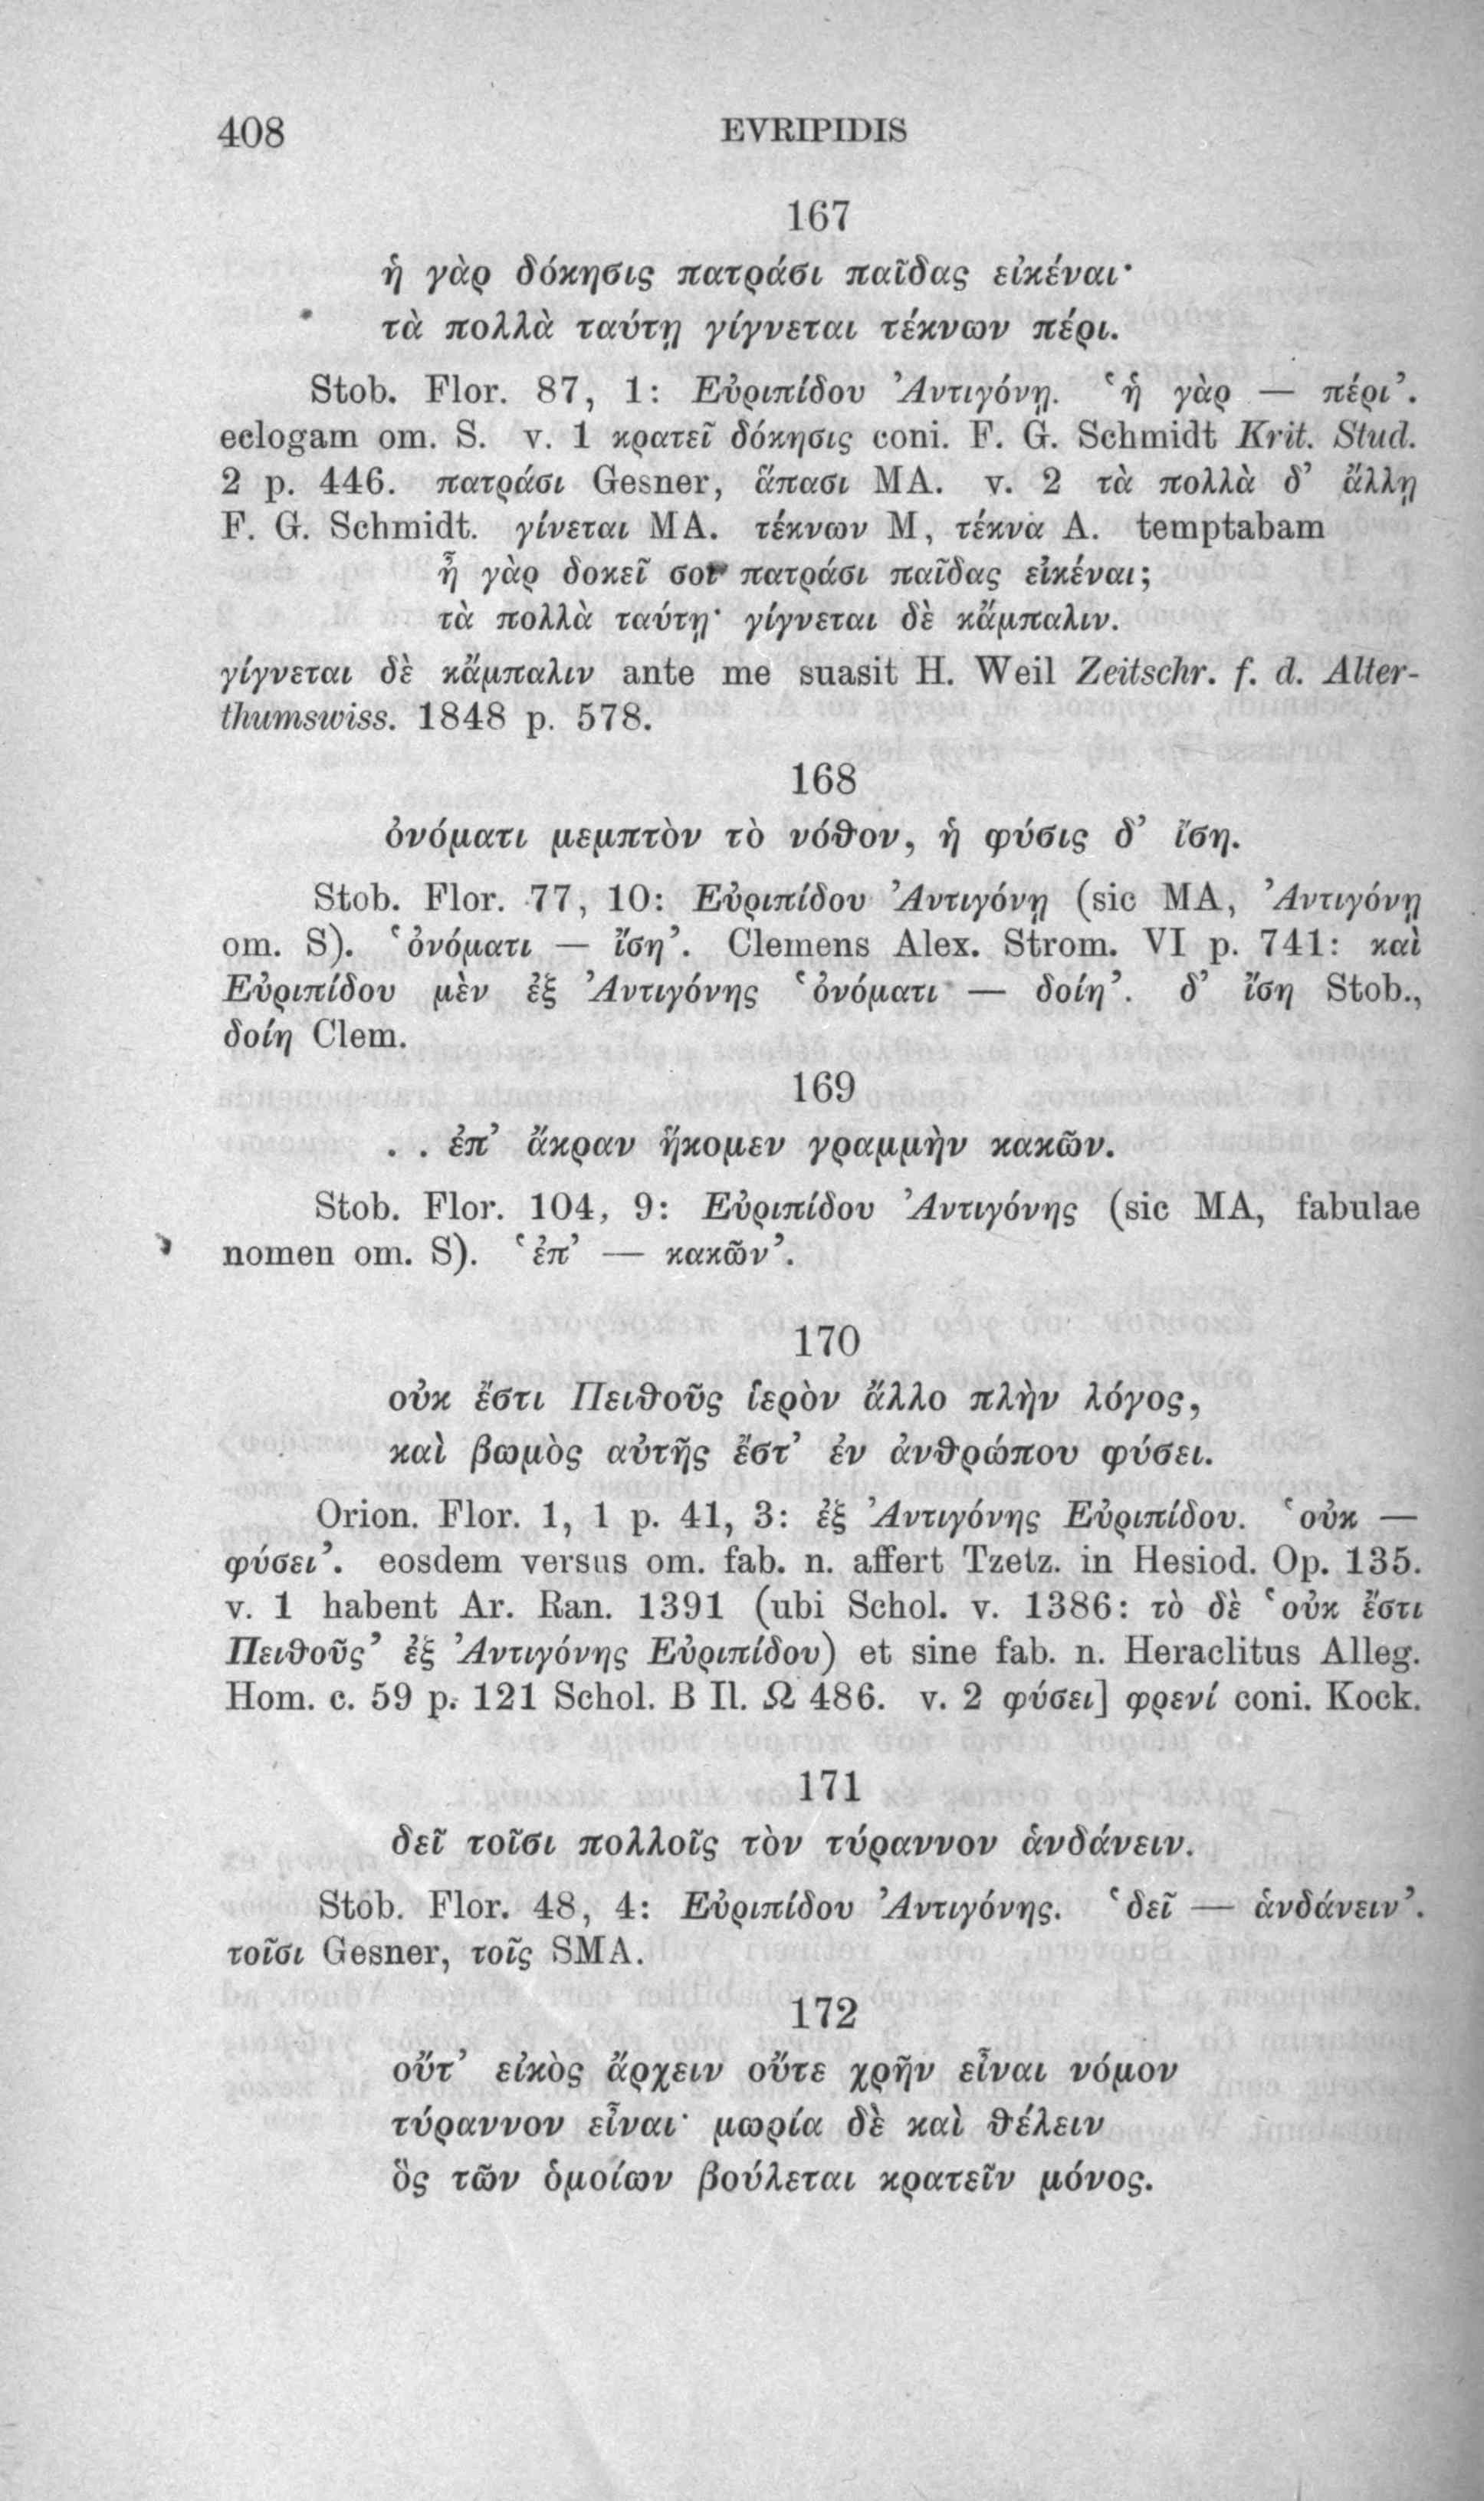 408 EVRIPIDIS
167
ἡ γὰρ δόκησις πατράσι παῖδας εἰκέναι·
τὰ πολλὰ ταύτῃ γίγνεται τέκνων πέρι.
Stob. Flor. 87, 1: Εὐριπίδου Ἀντιγόνῃ. ‘ἡ γὰρ — πέρι’.
eclogam om. S. v. 1 κρατεῖ δόκησις coni. F. G. Schmidt Krit. Stud.
2 p. 446. πατράσι Gesner, ἅπασι MA. v. 2 τὰ πολλὰ δ’ ἄλλῃ
F. G. Schmidt. γίνεται MA. τέκνων M, τέκνα A. temptabam
ἦ γὰρ δοκεῖ σοι πατράσι παῖδας εἰκέναι;
τὰ πολλὰ ταύτῃ· γίγνεται δὲ κἄμπαλιν.
γίγνεται δὲ κἄμπαλιν ante me suasit H. Weil Zeitschr. f. d. Alter-
thumswiss. 1848 p. 578.
168
ὀνόματι μεμπτὸν τὸ νόθον, ἡ φύσις δ’ ἴση.
Stob. Flor. 77, 10: Εὐριπίδου Ἀντιγόνῃ (sic MA, Ἀντιγόνῃ
om. S). ‘ὀνόματι — ἴση’. Clemens Alex. Strom. VI p. 741: καὶ
Εὐριπίδου μὲν ἐξ Ἀντιγόνης ‘ὀνόματι — δοίη’. δ’ ἴση Stob.,
δοίη Clem.
169
. . ἐπ’ ἄκραν ἥκομεν γραμμὴν κακῶν.
Stob. Flor. 104, 9: Εὐριπίδου Ἀντιγόνης (sic MA, fabulae
nomen om. S). ‘ἐπ’ — κακῶν’.
170
οὐκ ἔστι Πειθοῦς ἱερὸν ἄλλο πλὴν λόγος,
καὶ βωμὸς αὐτῆς ἔστ’ ἐν ἀνθρώπου φύσει.
Orion. Flor. 1, 1 p. 41, 3: ἐξ Ἀντιγόνης Εὐριπίδου. ‘οὐκ —
φύσει’. eosdem versus om. fab. n. affert Tzetz. in Hesiod. Op. 135.
v. 1 habent Ar. Ran. 1391 (ubi Schol. v. 1386: τὸ δὲ ‘οὐκ ἔστι
Πειθοῦς’ ἐξ Ἀντιγόνης Εὐριπίδου) et sine fab. n. Heraclitus Alleg.
Hom. c. 59 p. 121 Schol. B Il. Ω 486. v. 2 φύσει] φρενί coni. Kock.
171
δεῖ τοῖσι πολλοῖς τὸν τύραννον ἁνδάνειν.
Stob. Flor. 48, 4: Εὐριπίδου Ἀντιγόνης. ‘δεῖ — ἁνδάνειν’.
τοῖσι Gesner, τοῖς SMA.
172
οὔτ’ εἰκὸς ἄρχειν οὔτε χρῆν εἶναι νόμον
τύραννον εἶναι· μωρία δὲ καὶ θέλειν
ὃς τῶν ὁμοίων βούλεται κρατεῖν μόνος.